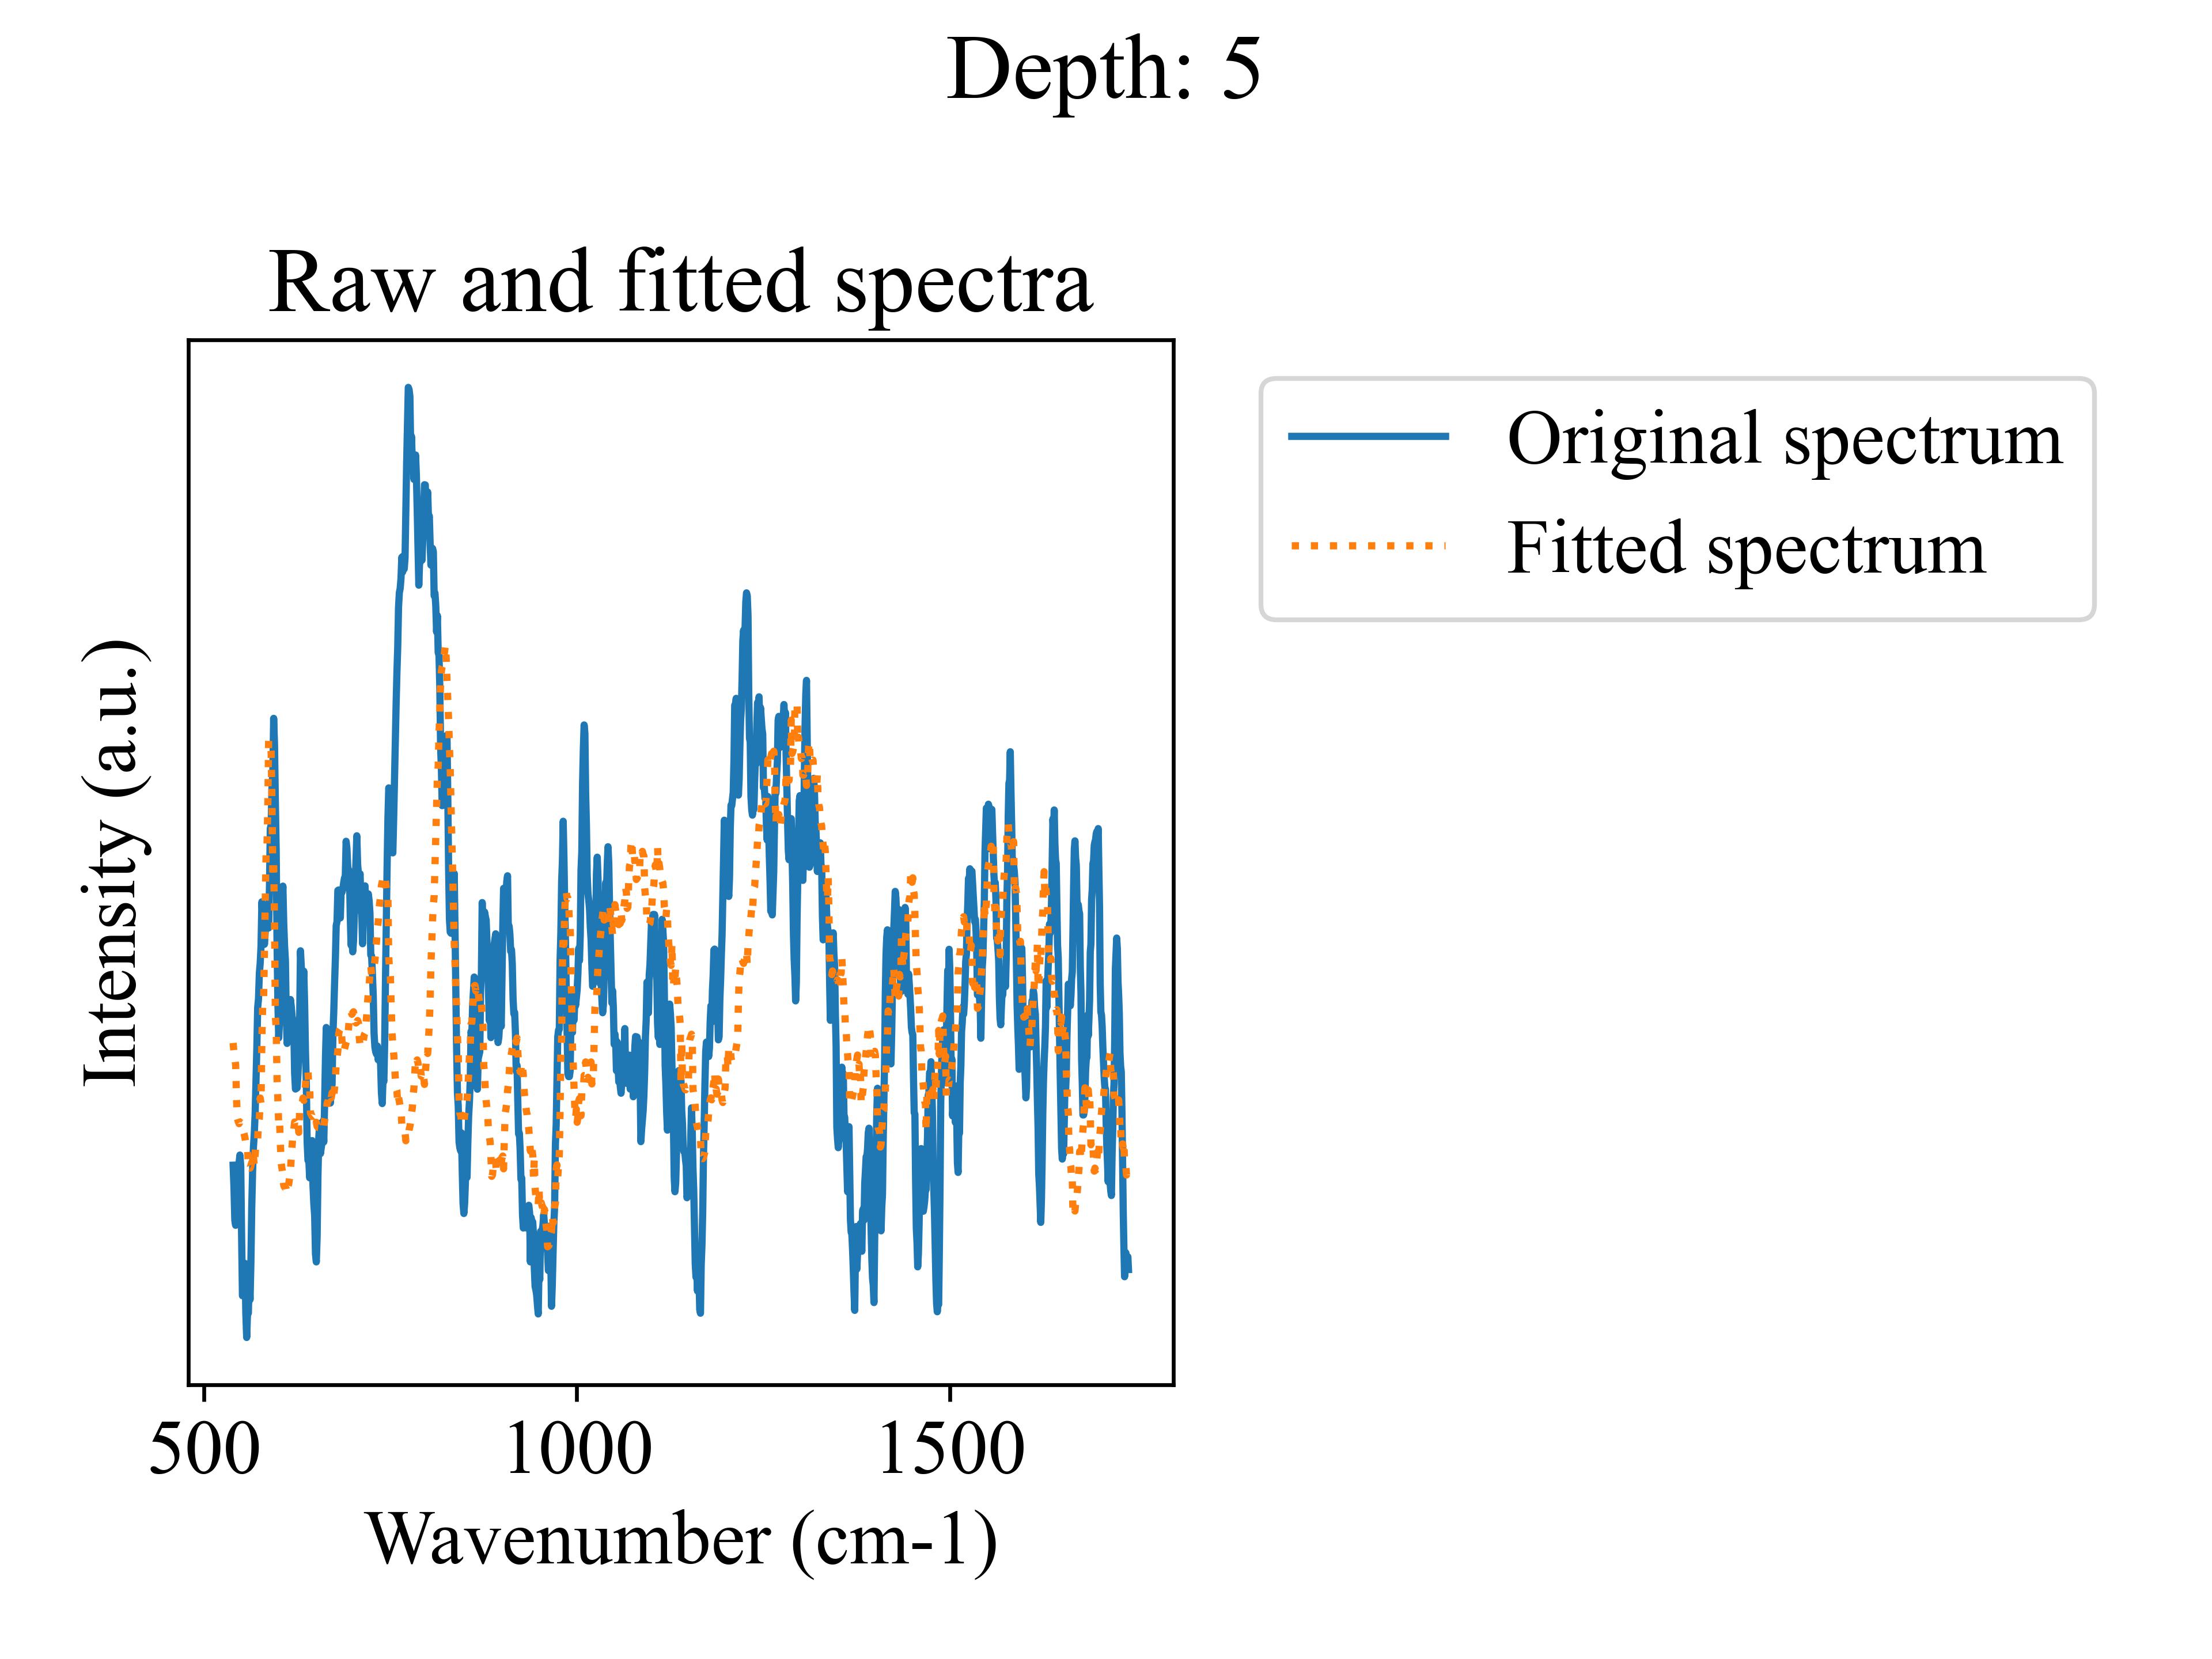 Depth: 5
Raw and fitted spectra
Original spectrum
Fitted spectrum
Intensity (a.u.)
500 1000 1500
Wavenumber (cm-1)